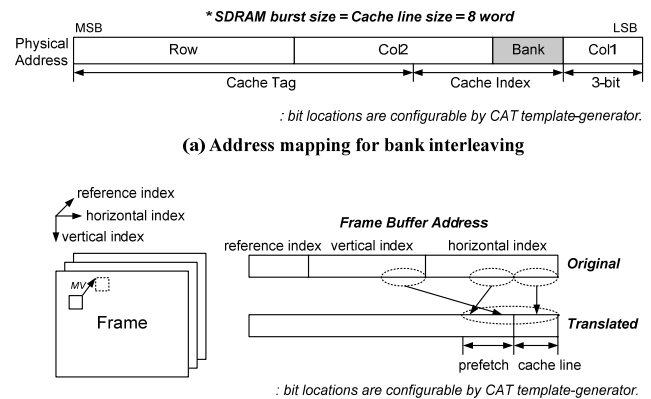 * SDRAM burst size = Cache line size = 8 word
MSB LSB
Physical Address Row Col2 Bank Col1
Cache Tag Cache Index 3-bit
: bit locations are configurable by CAT template-generator.
(a) Address mapping for bank interleaving
reference index
horizontal index
vertical index
MV
Frame
Frame Buffer Address
reference index vertical index horizontal index
Original
Translated
prefetch cache line
: bit locations are configurable by CAT template-generator.